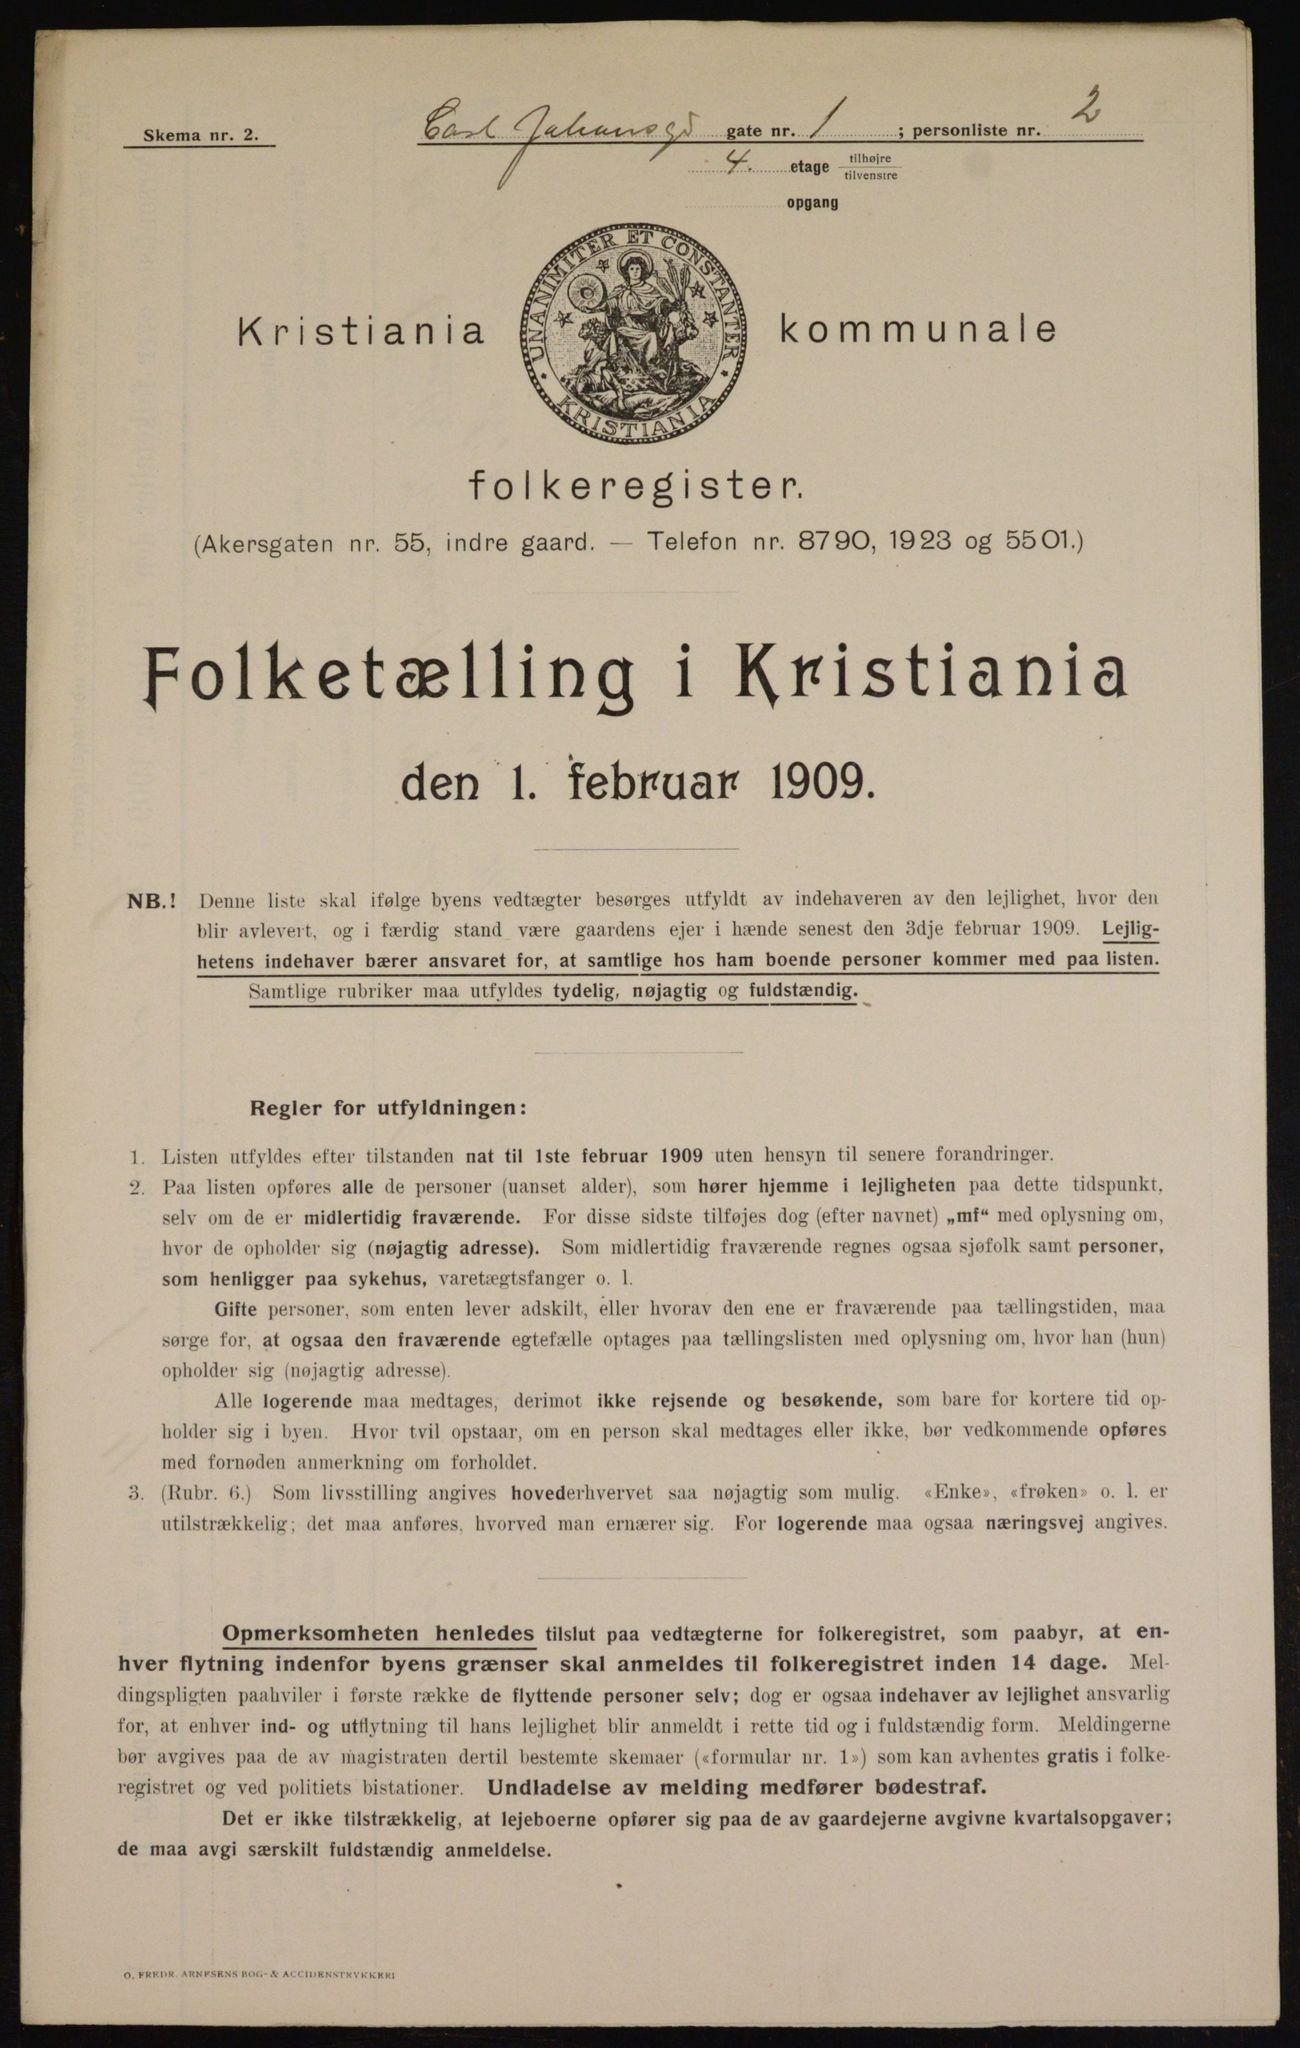 Skema nr. 2.
Carl Johansgd gate nr. 1 ; personliste nr. 2
4. etage tilhøjre
tilvenstre
opgang
UNANIMITER ET CONSTANTER
KRISTIANIA
Kristiania kommunale
folkeregister.
(Akersgaten nr. 55, indre gaard. — Telefon nr. 8790, 1923 og 5501.)
Folketælling i Kristiania
den 1. februar 1909.
NB.! Denne liste skal ifølge byens vedtægter besørges utfyldt av indehaveren av den lejlighet, hvor den
blir avlevert, og i færdig stand være gaardens ejer i hænde senest den 3dje februar 1909. Lejlig-
hetens indehaver bærer ansvaret for, at samtlige hos ham boende personer kommer med paa listen.
Samtlige rubriker maa utfyldes tydelig, nøjagtig og fuldstændig.
Regler for utfyldningen:
1. Listen utfyldes efter tilstanden nat til 1ste februar 1909 uten hensyn til senere forandringer.
2. Paa listen opføres alle de personer (uanset alder), som hører hjemme i lejligheten paa dette tidspunkt,
selv om de er midlertidig fraværende. For disse sidste tilføjes dog (efter navnet) „mf“ med oplysning om,
hvor de opholder sig (nøjagtig adresse). Som midlertidig fraværende regnes ogsaa sjøfolk samt personer,
som henligger paa sykehus, varetægtsfanger o. l.
Gifte personer, som enten lever adskilt, eller hvorav den ene er fraværende paa tællingstiden, maa
sørge for, at ogsaa den fraværende egtefælle optages paa tællingslisten med oplysning om, hvor han (hun)
opholder sig (nøjagtig adresse).
Alle logerende maa medtages, derimot ikke rejsende og besøkende, som bare for kortere tid op-
holder sig i byen. Hvor tvil opstaar, om en person skal medtages eller ikke, bør vedkommende opføres
med fornøden anmerkning om forholdet.
3. (Rubr. 6.) Som livsstilling angives hovederhvervet saa nøjagtig som mulig. «Enke», «frøken» o. l. er
utilstrækkelig; det maa anføres, hvorved man ernærer sig. For logerende maa ogsaa næringsvej angives.
Opmerksomheten henledes tilslut paa vedtægterne for folkeregistret, som paabyr, at en-
hver flytning indenfor byens grænser skal anmeldes til folkeregistret inden 14 dage. Mel-
dingspligten paahviler i første række de flyttende personer selv; dog er ogsaa indehaver av lejlighet ansvarlig
for, at enhver ind- og utflytning til hans lejlighet blir anmeldt i rette tid og i fuldstændig form. Meldingerne
bør avgives paa de av magistraten dertil bestemte skemaer («formular nr. 1») som kan avhentes gratis i folke-
registret og ved politiets bistationer. Undladelse av melding medfører bødestraf.
Det er ikke tilstrækkelig, at lejeboerne opfører sig paa de av gaardejerne avgivne kvartalsopgaver;
de maa avgi særskilt fuldstændig anmeldelse.
O. FREDR. ARNESENS BOG- & ACCIDENSTRYKKERI